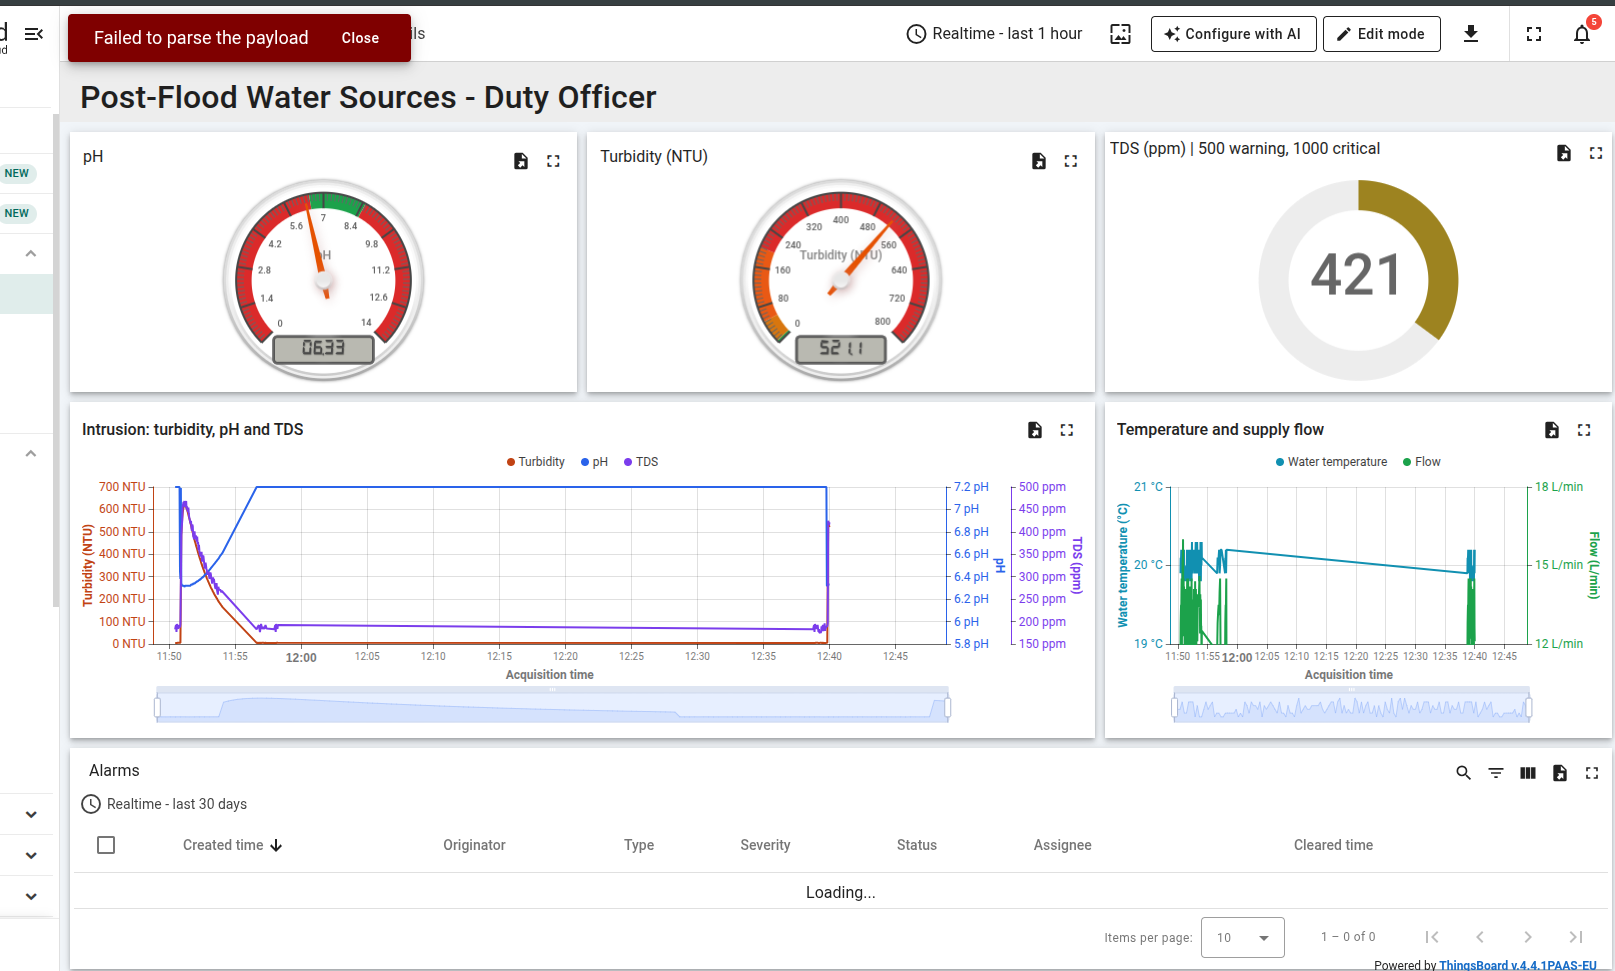 d
ud
Failed to parse the payload Close
ils
Realtime - last 1 hour
Configure with AI
Edit mode
5
Post-Flood Water Sources - Duty Officer
NEW
NEW
pH
0
1.4
2.8
4.2
5.6
7
8.4
9.8
11.2
12.6
14
06.33
Turbidity (NTU)
0
80
160
240
320
400
480
560
640
720
800
Turbidity (NTU)
521.1
TDS (ppm) | 500 warning, 1000 critical
421
Intrusion: turbidity, pH and TDS
Turbidity pH TDS
700 NTU
600 NTU
500 NTU
400 NTU
300 NTU
200 NTU
100 NTU
0 NTU
Turbidity (NTU)
7.2 pH
7 pH
6.8 pH
6.6 pH
6.4 pH
6.2 pH
6 pH
5.8 pH
pH
500 ppm
450 ppm
400 ppm
350 ppm
300 ppm
250 ppm
200 ppm
150 ppm
TDS (ppm)
11:50 11:55 12:00 12:05 12:10 12:15 12:20 12:25 12:30 12:35 12:40 12:45
Acquisition time
Temperature and supply flow
Water temperature Flow
21 °C
20 °C
19 °C
Water temperature (°C)
18 L/min
15 L/min
12 L/min
Flow (L/min)
11:50 11:55 12:00 12:05 12:10 12:15 12:20 12:25 12:30 12:35 12:40 12:45
Acquisition time
Alarms
Realtime - last 30 days
Created time Originator Type Severity Status Assignee Cleared time
Loading...
Items per page: 10 1 – 0 of 0
Powered by ThingsBoard v.4.4.1PAAS-EU